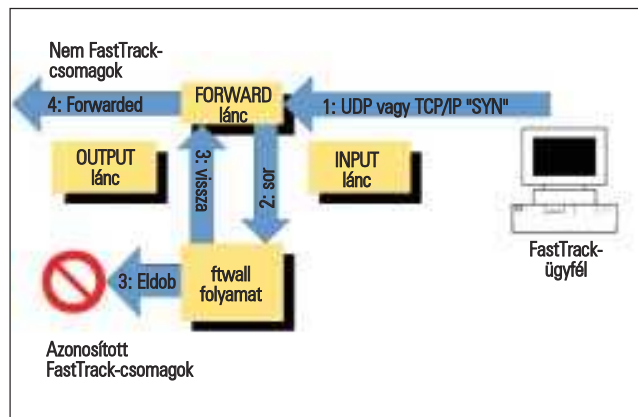 Nem FastTrack-
csomagok
4: Forwarded
FORWARD
lánc
1: UDP vagy TCP/IP "SYN"
OUTPUT
lánc
3: vissza
2: sor
INPUT
lánc
FastTrack-
ügyfél
3: Eldob
ftwall
folyamat
Azonosított
FastTrack-csomagok